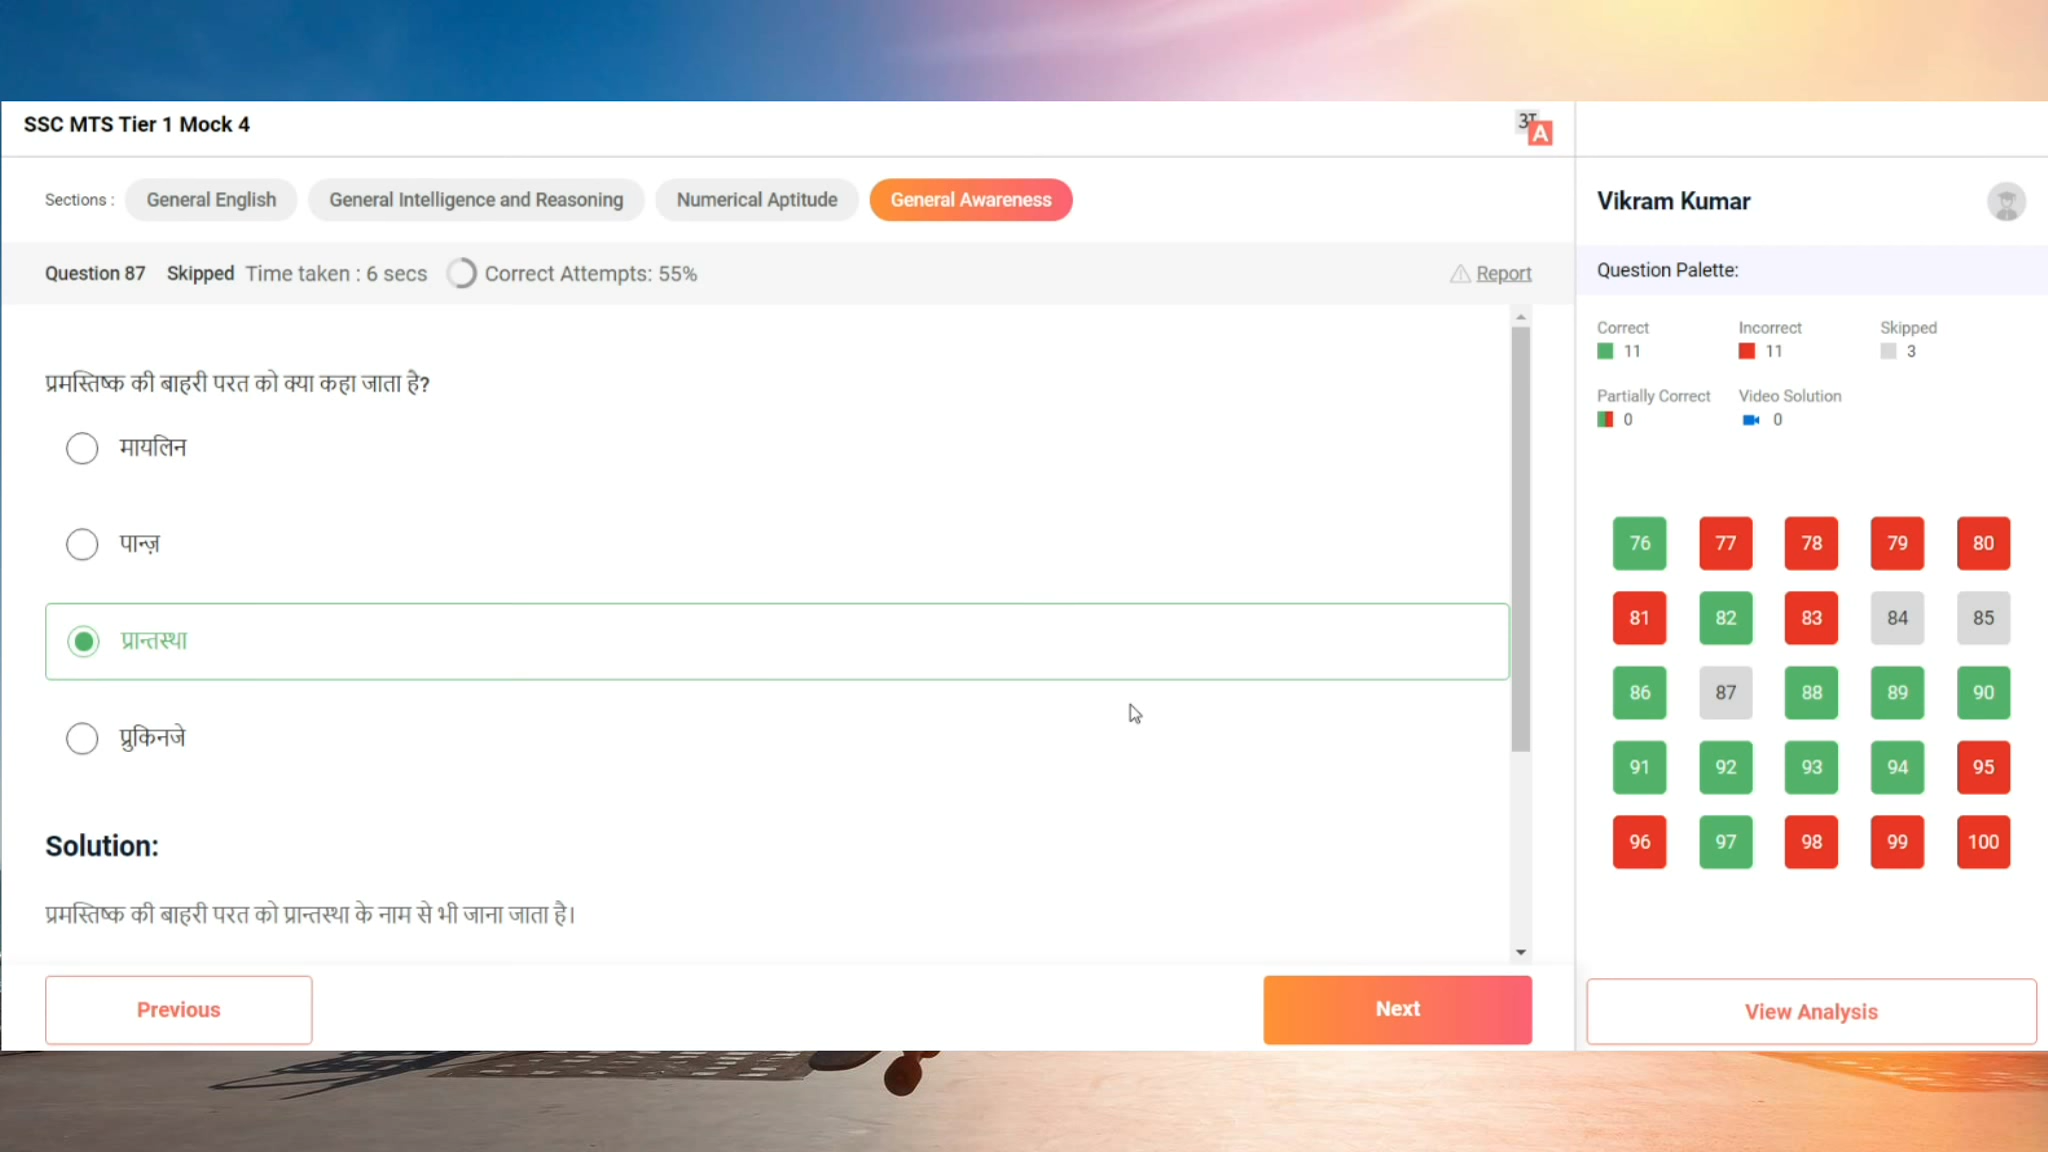 SSC MTS Tier 1 Mock 4
अ A
Sections : General English General Intelligence and Reasoning Numerical Aptitude General Awareness
Question 87 Skipped Time taken : 6 secs Correct Attempts: 55% Report
प्रमस्तिष्क की बाहरी परत को क्या कहा जाता है?
मायलिन
पान्ज़
प्रान्तस्था
प्रुकिनजे
Solution:
प्रमस्तिष्क की बाहरी परत को प्रान्तस्था के नाम से भी जाना जाता है।
Previous Next
Vikram Kumar
Question Palette:
Correct Incorrect Skipped
11 11 3
Partially Correct Video Solution
0 0
76 77 78 79 80
81 82 83 84 85
86 87 88 89 90
91 92 93 94 95
96 97 98 99 100
View Analysis